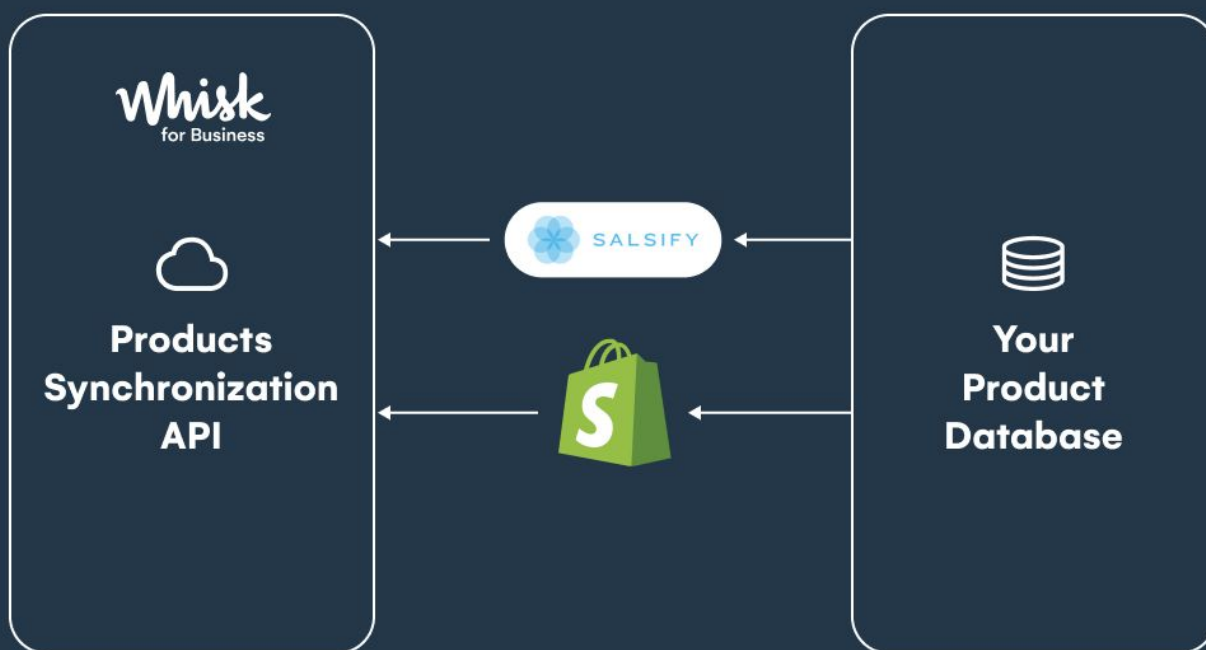 Whisk
for Business
Products
Synchronization
API
SALSIFY
S
Your
Product
Database